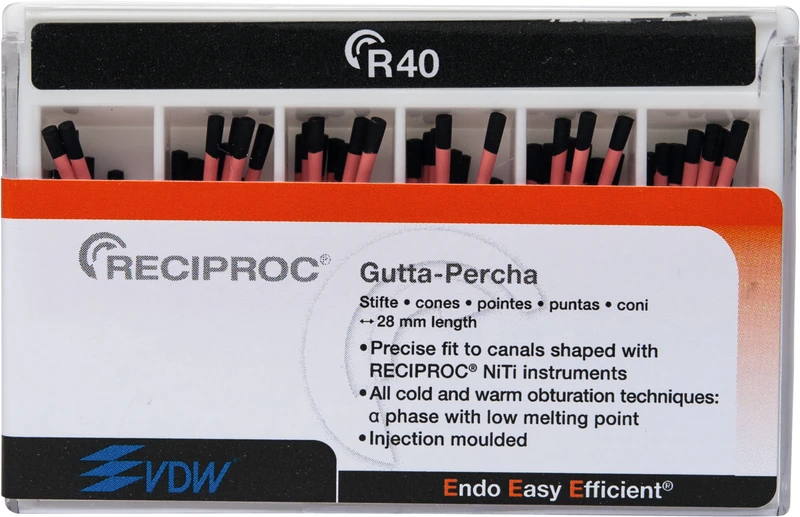 R40
RECIPROC®
Gutta-Percha
Stifte • cones • pointes • puntas • coni
↔ 28 mm length
• Precise fit to canals shaped with
RECIPROC® NiTi instruments
• All cold and warm obturation techniques:
α phase with low melting point
• Injection moulded
VDW
Endo Easy Efficient®